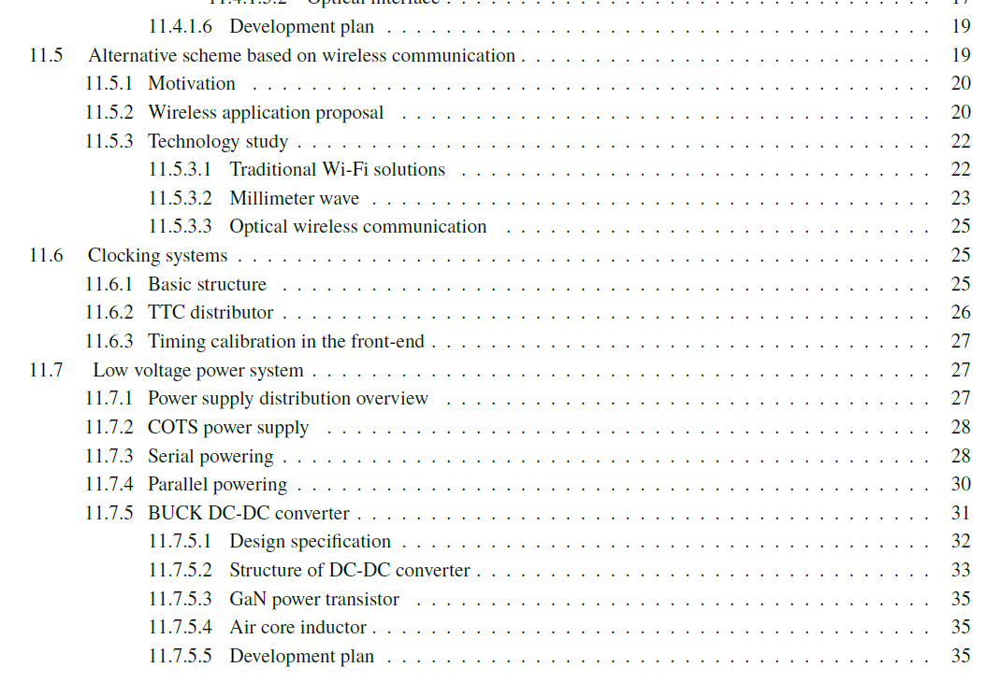 11.4.1.5.2 Optical interface . . . . . . . . . . . . . . . . . . . . . . . . . . . . . . . . 17
11.4.1.6 Development plan . . . . . . . . . . . . . . . . . . . . . . . . . . . . . . . . . . . . 19
11.5 Alternative scheme based on wireless communication . . . . . . . . . . . . . . . . . . . . . . . . . . . . 19
11.5.1 Motivation . . . . . . . . . . . . . . . . . . . . . . . . . . . . . . . . . . . . . . . . . . . . . 20
11.5.2 Wireless application proposal . . . . . . . . . . . . . . . . . . . . . . . . . . . . . . . . . . . . 20
11.5.3 Technology study . . . . . . . . . . . . . . . . . . . . . . . . . . . . . . . . . . . . . . . . . . 22
11.5.3.1 Traditional Wi-Fi solutions . . . . . . . . . . . . . . . . . . . . . . . . . . . . . . . 22
11.5.3.2 Millimeter wave . . . . . . . . . . . . . . . . . . . . . . . . . . . . . . . . . . . . . 23
11.5.3.3 Optical wireless communication . . . . . . . . . . . . . . . . . . . . . . . . . . . . 25
11.6 Clocking systems . . . . . . . . . . . . . . . . . . . . . . . . . . . . . . . . . . . . . . . . . . . . . . 25
11.6.1 Basic structure . . . . . . . . . . . . . . . . . . . . . . . . . . . . . . . . . . . . . . . . . . . 25
11.6.2 TTC distributor . . . . . . . . . . . . . . . . . . . . . . . . . . . . . . . . . . . . . . . . . . . 26
11.6.3 Timing calibration in the front-end . . . . . . . . . . . . . . . . . . . . . . . . . . . . . . . . . 27
11.7 Low voltage power system . . . . . . . . . . . . . . . . . . . . . . . . . . . . . . . . . . . . . . . . . 27
11.7.1 Power supply distribution overview . . . . . . . . . . . . . . . . . . . . . . . . . . . . . . . . 27
11.7.2 COTS power supply . . . . . . . . . . . . . . . . . . . . . . . . . . . . . . . . . . . . . . . . 28
11.7.3 Serial powering . . . . . . . . . . . . . . . . . . . . . . . . . . . . . . . . . . . . . . . . . . . 28
11.7.4 Parallel powering . . . . . . . . . . . . . . . . . . . . . . . . . . . . . . . . . . . . . . . . . . 30
11.7.5 BUCK DC-DC converter . . . . . . . . . . . . . . . . . . . . . . . . . . . . . . . . . . . . . . 31
11.7.5.1 Design specification . . . . . . . . . . . . . . . . . . . . . . . . . . . . . . . . . . . 32
11.7.5.2 Structure of DC-DC converter . . . . . . . . . . . . . . . . . . . . . . . . . . . . . . 33
11.7.5.3 GaN power transistor . . . . . . . . . . . . . . . . . . . . . . . . . . . . . . . . . . 35
11.7.5.4 Air core inductor . . . . . . . . . . . . . . . . . . . . . . . . . . . . . . . . . . . . . 35
11.7.5.5 Development plan . . . . . . . . . . . . . . . . . . . . . . . . . . . . . . . . . . . . 35